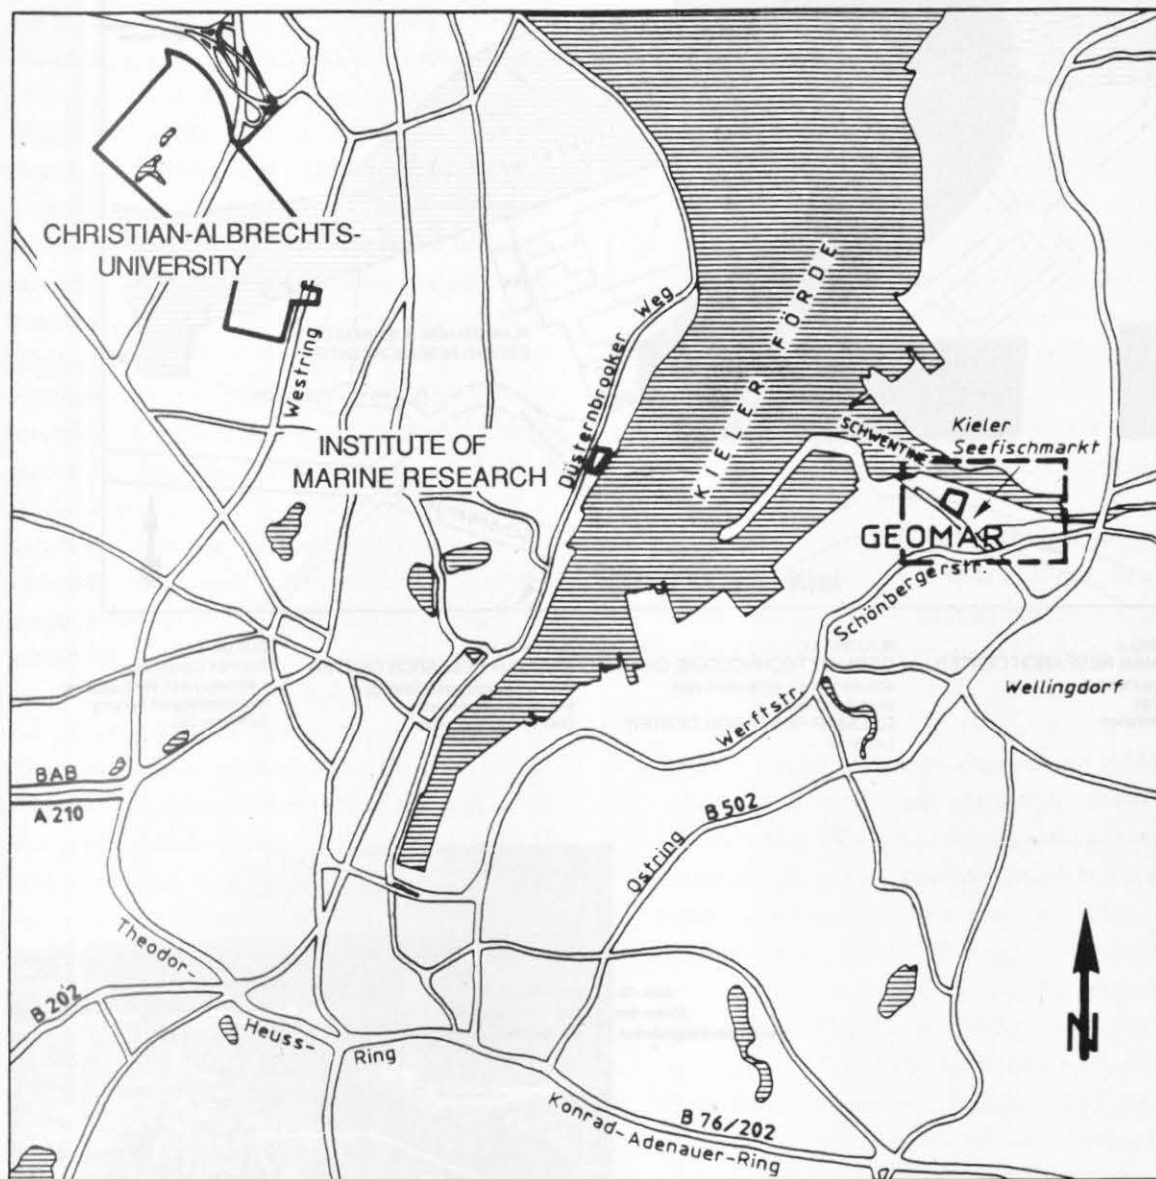 CHRISTIAN-ALBRECHTS-
UNIVERSITY
Westring
INSTITUTE OF
MARINE RESEARCH
Düsternbrooker Weg
KIELER FÖRDE
SCHWENTINE
Kieler
Seefischmarkt
GEOMAR
Schönbergerstr.
Wellingdorf
Werftstr.
BAB
A 210
B 502
Ostring
Theodor-
Heuss-
Ring
B 202
Konrad-Adenauer-Ring
B 76/202
N